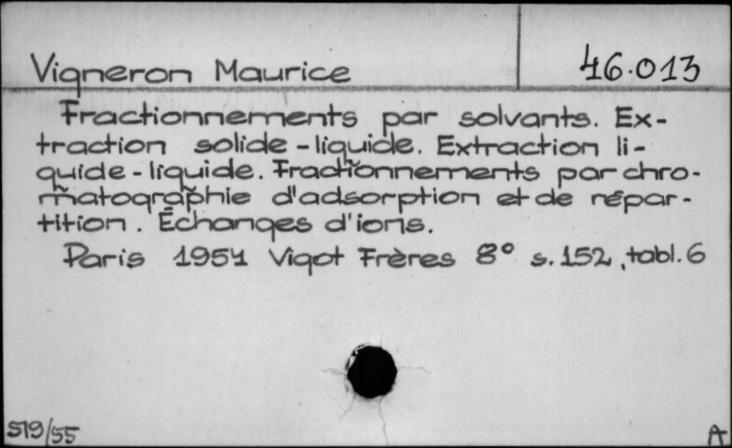 Vigneron Maurice 46.013
Fractionnements par solvants. Ex-
traction solide-liquide. Extraction li-
quide-liquide. Fractionnements par chro-
matographie d'adsorption et de répar-
tition. Échanges d'ions.
Paris 1954 Vigot Frères 8° s. 152, tabl. 6
519/55 A